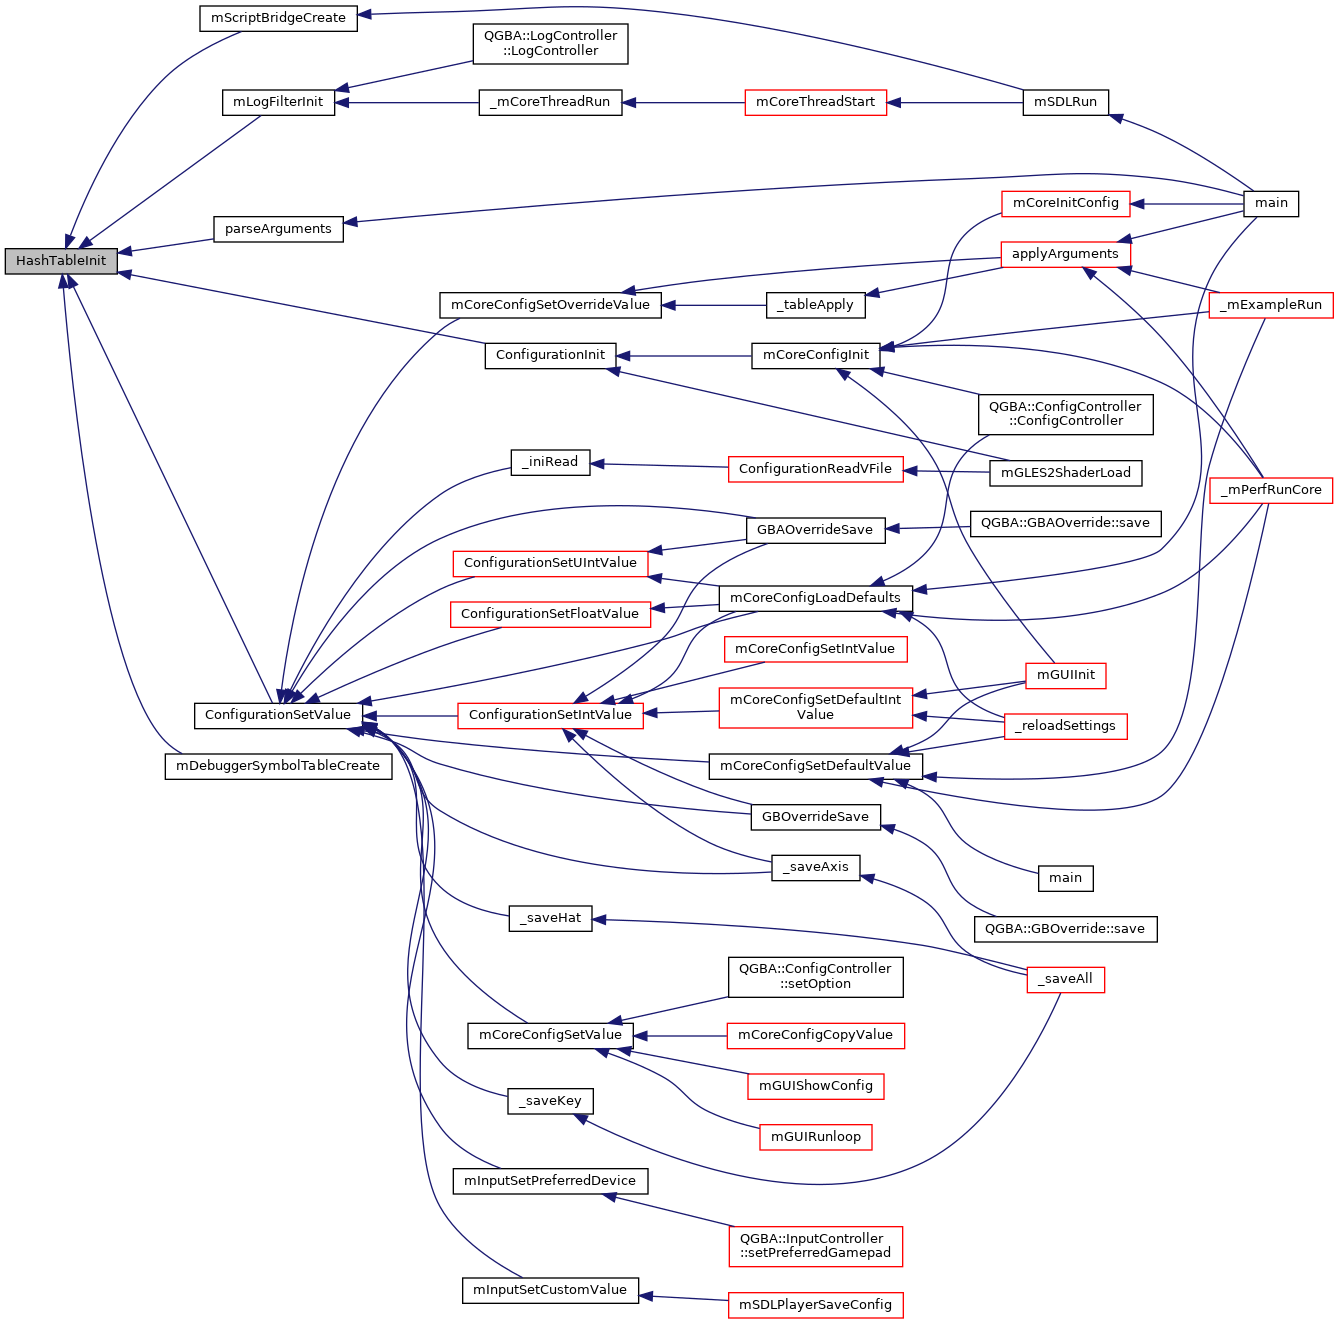 mScriptBridgeCreate
QGBA::LogController
::LogController
mLogFilterInit
_mCoreThreadRun
mCoreThreadStart
mSDLRun
mCoreInitConfig
main
parseArguments
HashTableInit
applyArguments
mCoreConfigSetOverrideValue
_tableApply
_mExampleRun
ConfigurationInit
mCoreConfigInit
QGBA::ConfigController
::ConfigController
_iniRead
ConfigurationReadVFile
mGLES2ShaderLoad
_mPerfRunCore
GBAOverrideSave
QGBA::GBAOverride::save
ConfigurationSetUIntValue
mCoreConfigLoadDefaults
ConfigurationSetFloatValue
mCoreConfigSetIntValue
mGUIInit
ConfigurationSetValue
ConfigurationSetIntValue
mCoreConfigSetDefaultInt
Value
_reloadSettings
mDebuggerSymbolTableCreate
mCoreConfigSetDefaultValue
GBOverrideSave
_saveAxis
main
_saveHat
QGBA::GBOverride::save
QGBA::ConfigController
::setOption
_saveAll
mCoreConfigSetValue
mCoreConfigCopyValue
mGUIShowConfig
_saveKey
mGUIRunloop
mInputSetPreferredDevice
QGBA::InputController
::setPreferredGamepad
mInputSetCustomValue
mSDLPlayerSaveConfig